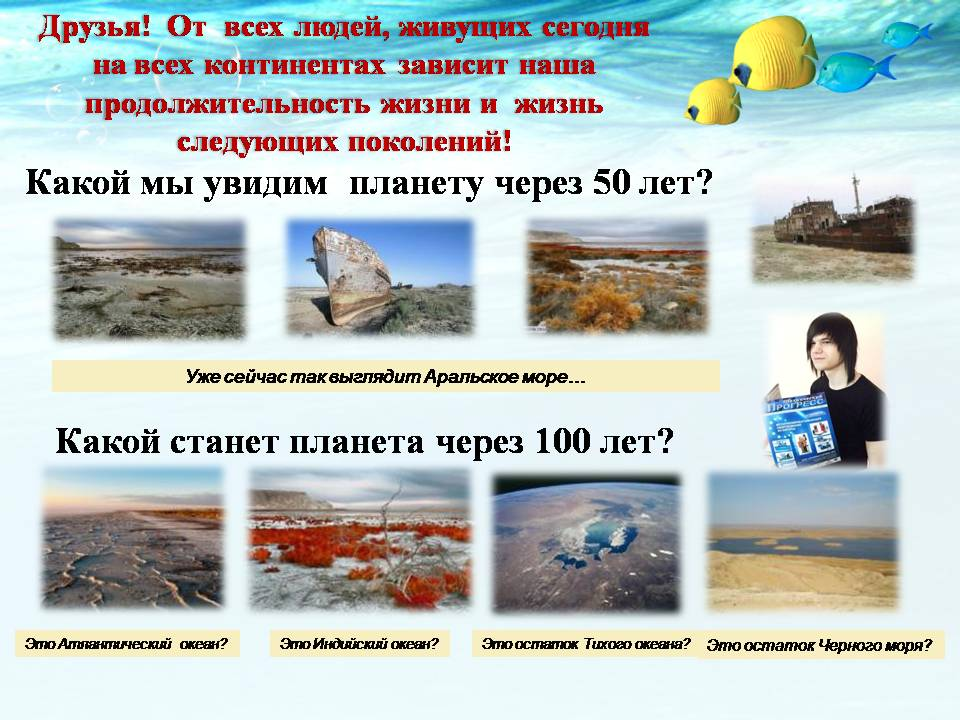 Друзья! От всех людей, живущих сегодня
на всех континентах зависит наша
продолжительность жизни и жизнь
следующих поколений!
Какой мы увидим планету через 50 лет?
Уже сейчас так выглядит Аральское море…
ПРОГРЕСС
Какой станет планета через 100 лет?
Это Атлантический океан?
Это Индийский океан?
Это остаток Тихого океана?
Это остаток Черного моря?